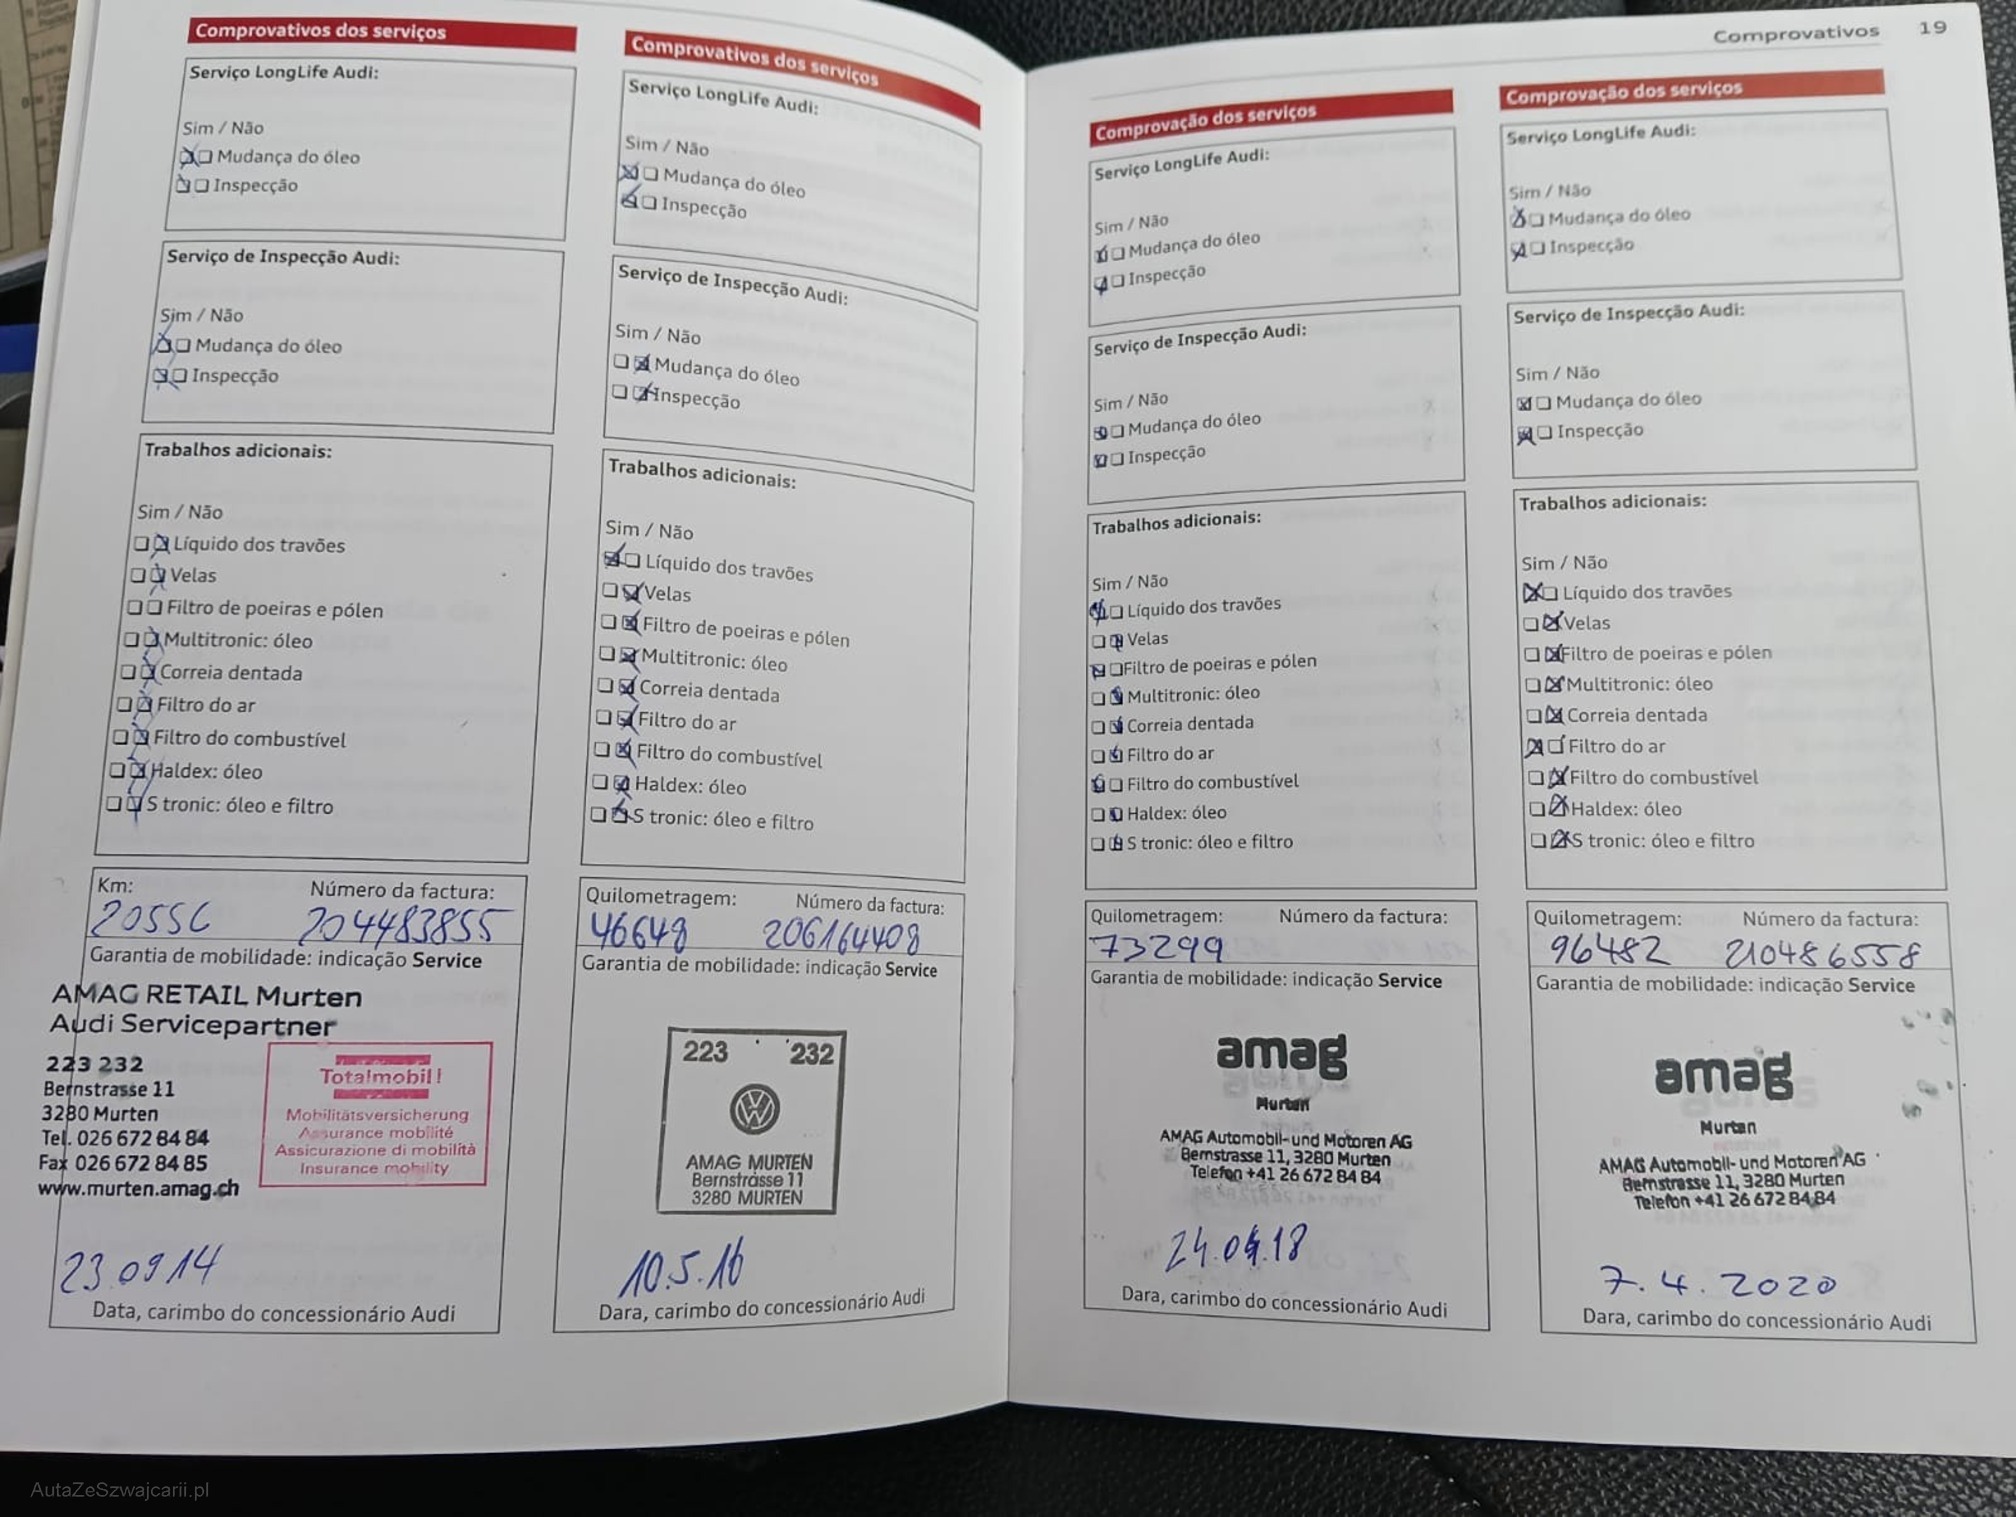 Comprovativos dos serviços
Serviço LongLife Audi:
Sim / Não
Mudança do óleo
Inspecção
Serviço de Inspecção Audi:
Sim / Não
Mudança do óleo
Inspecção
Trabalhos adicionais:
Sim / Não
Líquido dos travões
Velas
Filtro de poeiras e pólen
Multitronic: óleo
Correia dentada
Filtro do ar
Filtro do combustível
Haldex: óleo
S tronic: óleo e filtro
Km: Número da factura:
20556 204483855
Garantia de mobilidade: indicação Service
AMAG RETAIL Murten
Audi Servicepartner
223 232
Bernstrasse 11
3280 Murten
Tel. 026 672 84 84
Fax 026 672 84 85
www.murten.amag.ch
Totalmobil!
Mobilitätsversicherung
Assurance mobilité
Assicurazione di mobilità
Insurance mobility
23.09.14
Data, carimbo do concessionário Audi
Comprovativos dos serviços
Serviço LongLife Audi:
Sim / Não
Mudança do óleo
Inspecção
Serviço de Inspecção Audi:
Sim / Não
Mudança do óleo
Inspecção
Trabalhos adicionais:
Sim / Não
Líquido dos travões
Velas
Filtro de poeiras e pólen
Multitronic: óleo
Correia dentada
Filtro do ar
Filtro do combustível
Haldex: óleo
S tronic: óleo e filtro
Quilometragem: Número da factura:
46648 206164408
Garantia de mobilidade: indicação Service
223 232
AMAG MURTEN
Bernstrasse 11
3280 MURTEN
10.5.16
Dara, carimbo do concessionário Audi
Comprovativos 19
Comprovação dos serviços
Serviço LongLife Audi:
Sim / Não
Mudança do óleo
Inspecção
Serviço de Inspecção Audi:
Sim / Não
Mudança do óleo
Inspecção
Trabalhos adicionais:
Sim / Não
Líquido dos travões
Velas
Filtro de poeiras e pólen
Multitronic: óleo
Correia dentada
Filtro do ar
Filtro do combustível
Haldex: óleo
S tronic: óleo e filtro
Quilometragem: Número da factura:
73299
Garantia de mobilidade: indicação Service
amag
Murten
AMAG Automobil- und Motoren AG
Bernstrasse 11, 3280 Murten
Telefon +41 26 672 84 84
24.04.18
Dara, carimbo do concessionário Audi
Comprovação dos serviços
Serviço LongLife Audi:
Sim / Não
Mudança do óleo
Inspecção
Serviço de Inspecção Audi:
Sim / Não
Mudança do óleo
Inspecção
Trabalhos adicionais:
Sim / Não
Líquido dos travões
Velas
Filtro de poeiras e pólen
Multitronic: óleo
Correia dentada
Filtro do ar
Filtro do combustível
Haldex: óleo
S tronic: óleo e filtro
Quilometragem: Número da factura:
96482 210486558
Garantia de mobilidade: indicação Service
amag
Murten
AMAG Automobil- und Motoren AG
Bernstrasse 11, 3280 Murten
Telefon +41 26 672 84 84
7.4.2020
Dara, carimbo do concessionário Audi
AutaZeSzwajcarii.pl